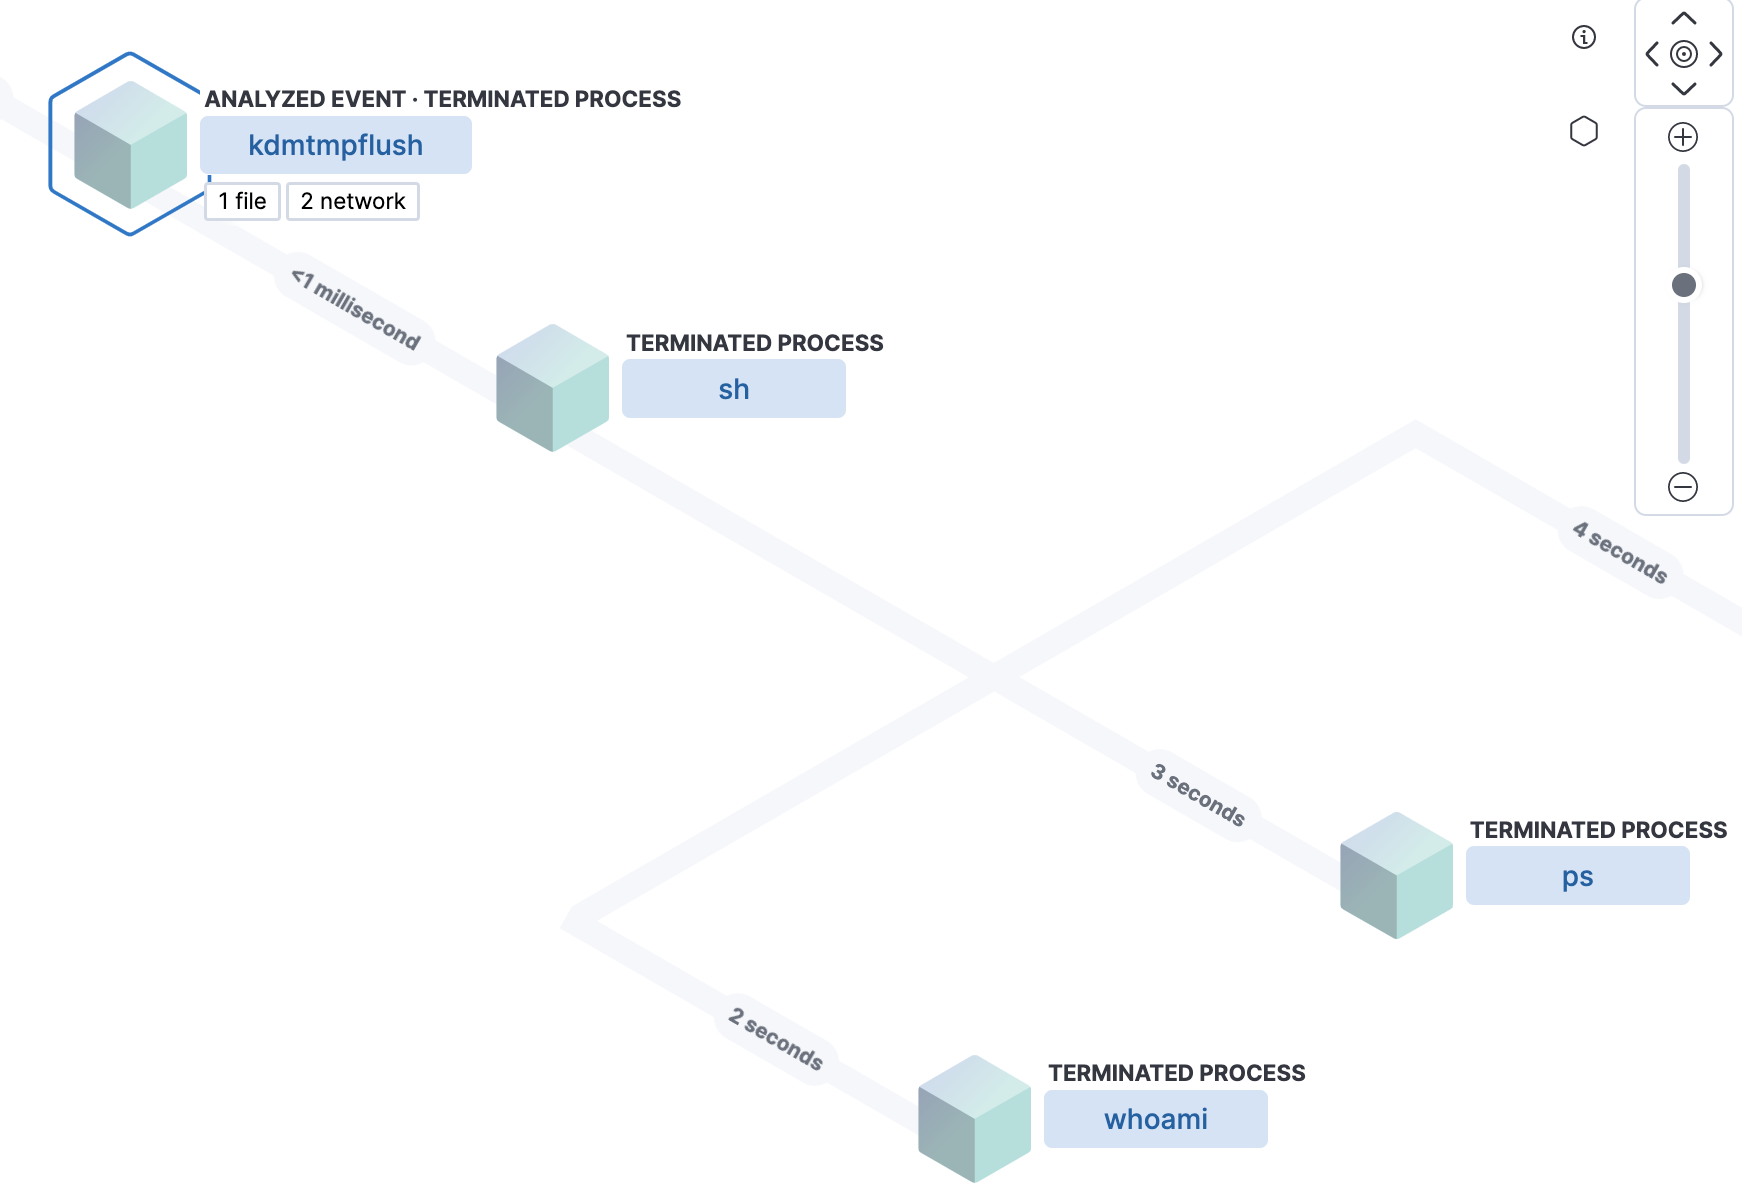 ANALYZED EVENT · TERMINATED PROCESS
kdmtmpflush
1 file
2 network
<1 millisecond
TERMINATED PROCESS
sh
4 seconds
3 seconds
TERMINATED PROCESS
ps
2 seconds
TERMINATED PROCESS
whoami